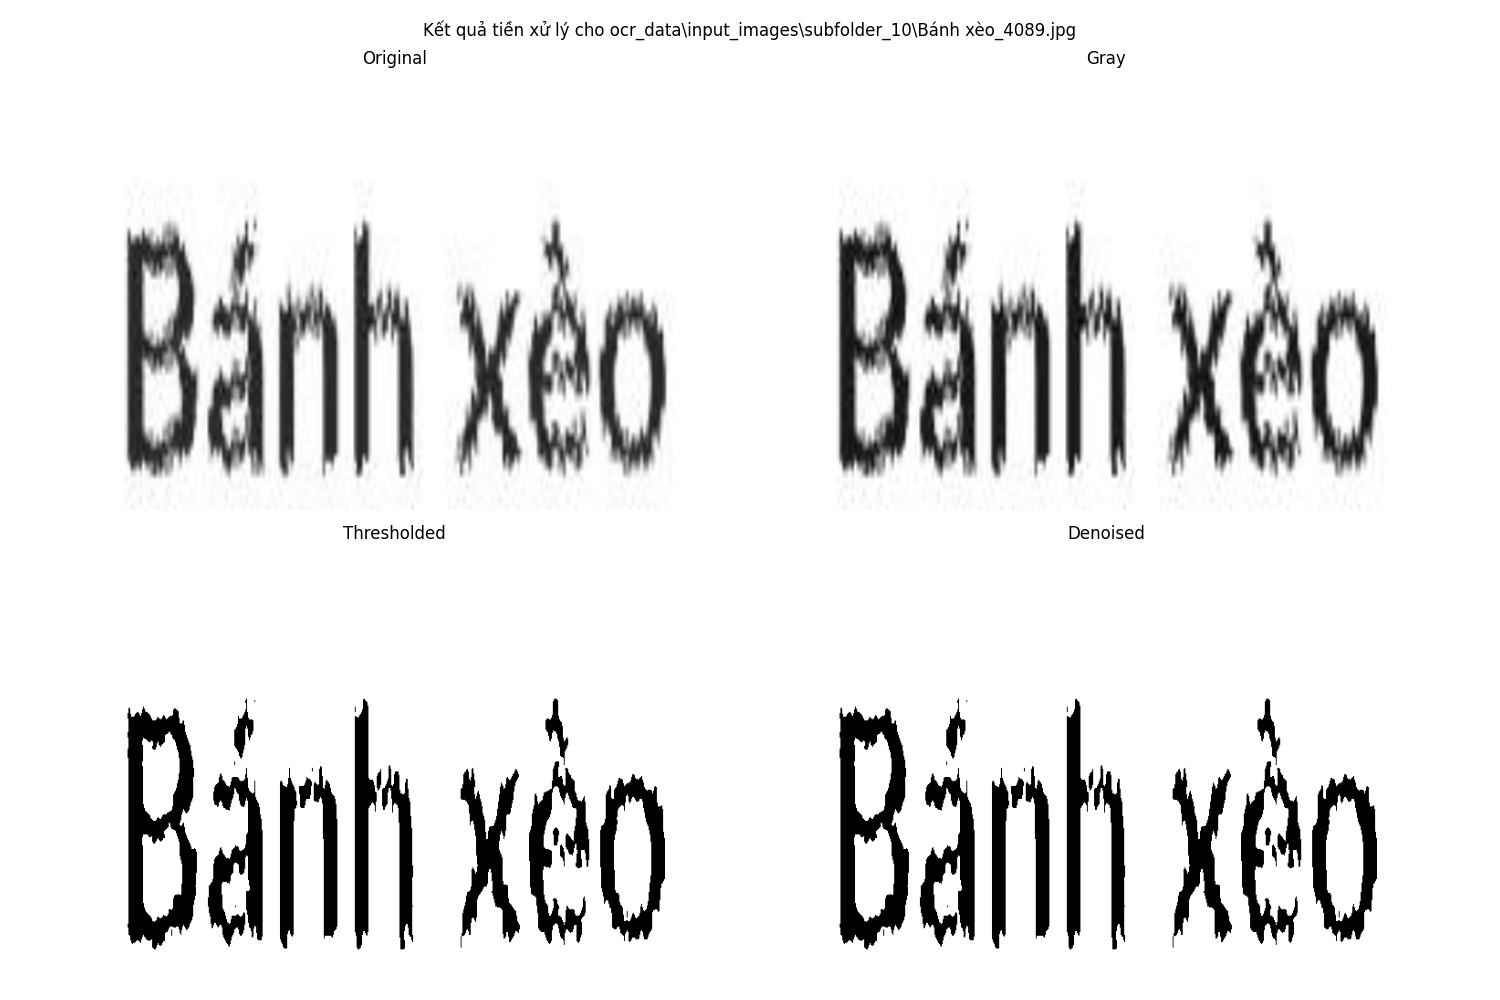 Kết quả tiền xử lý cho ocr_data\input_images\subfolder_10\Bánh xèo_4089.jpg
Original
Gray
Bánh xèo
Bánh xèo
Thresholded
Denoised
Bánh xèo
Bánh xèo